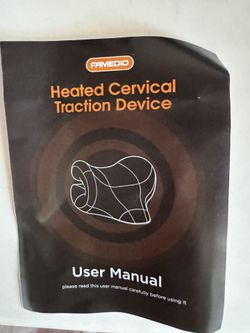 FAMEDIO
Heated Cervical
Traction Device
User Manual
please read this user manual carefully before using it